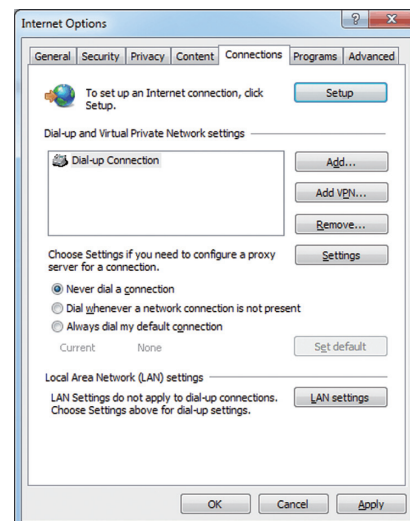 Internet Options
General Security Privacy Content Connections Programs Advanced
To set up an Internet connection, click
Setup.
Setup
Dial-up and Virtual Private Network settings
Dial-up Connection
Add...
Add VPN...
Remove...
Choose Settings if you need to configure a proxy
server for a connection.
Settings
Never dial a connection
Dial whenever a network connection is not present
Always dial my default connection
Current None
Set default
Local Area Network (LAN) settings
LAN Settings do not apply to dial-up connections.
Choose Settings above for dial-up settings.
LAN settings
OK Cancel Apply